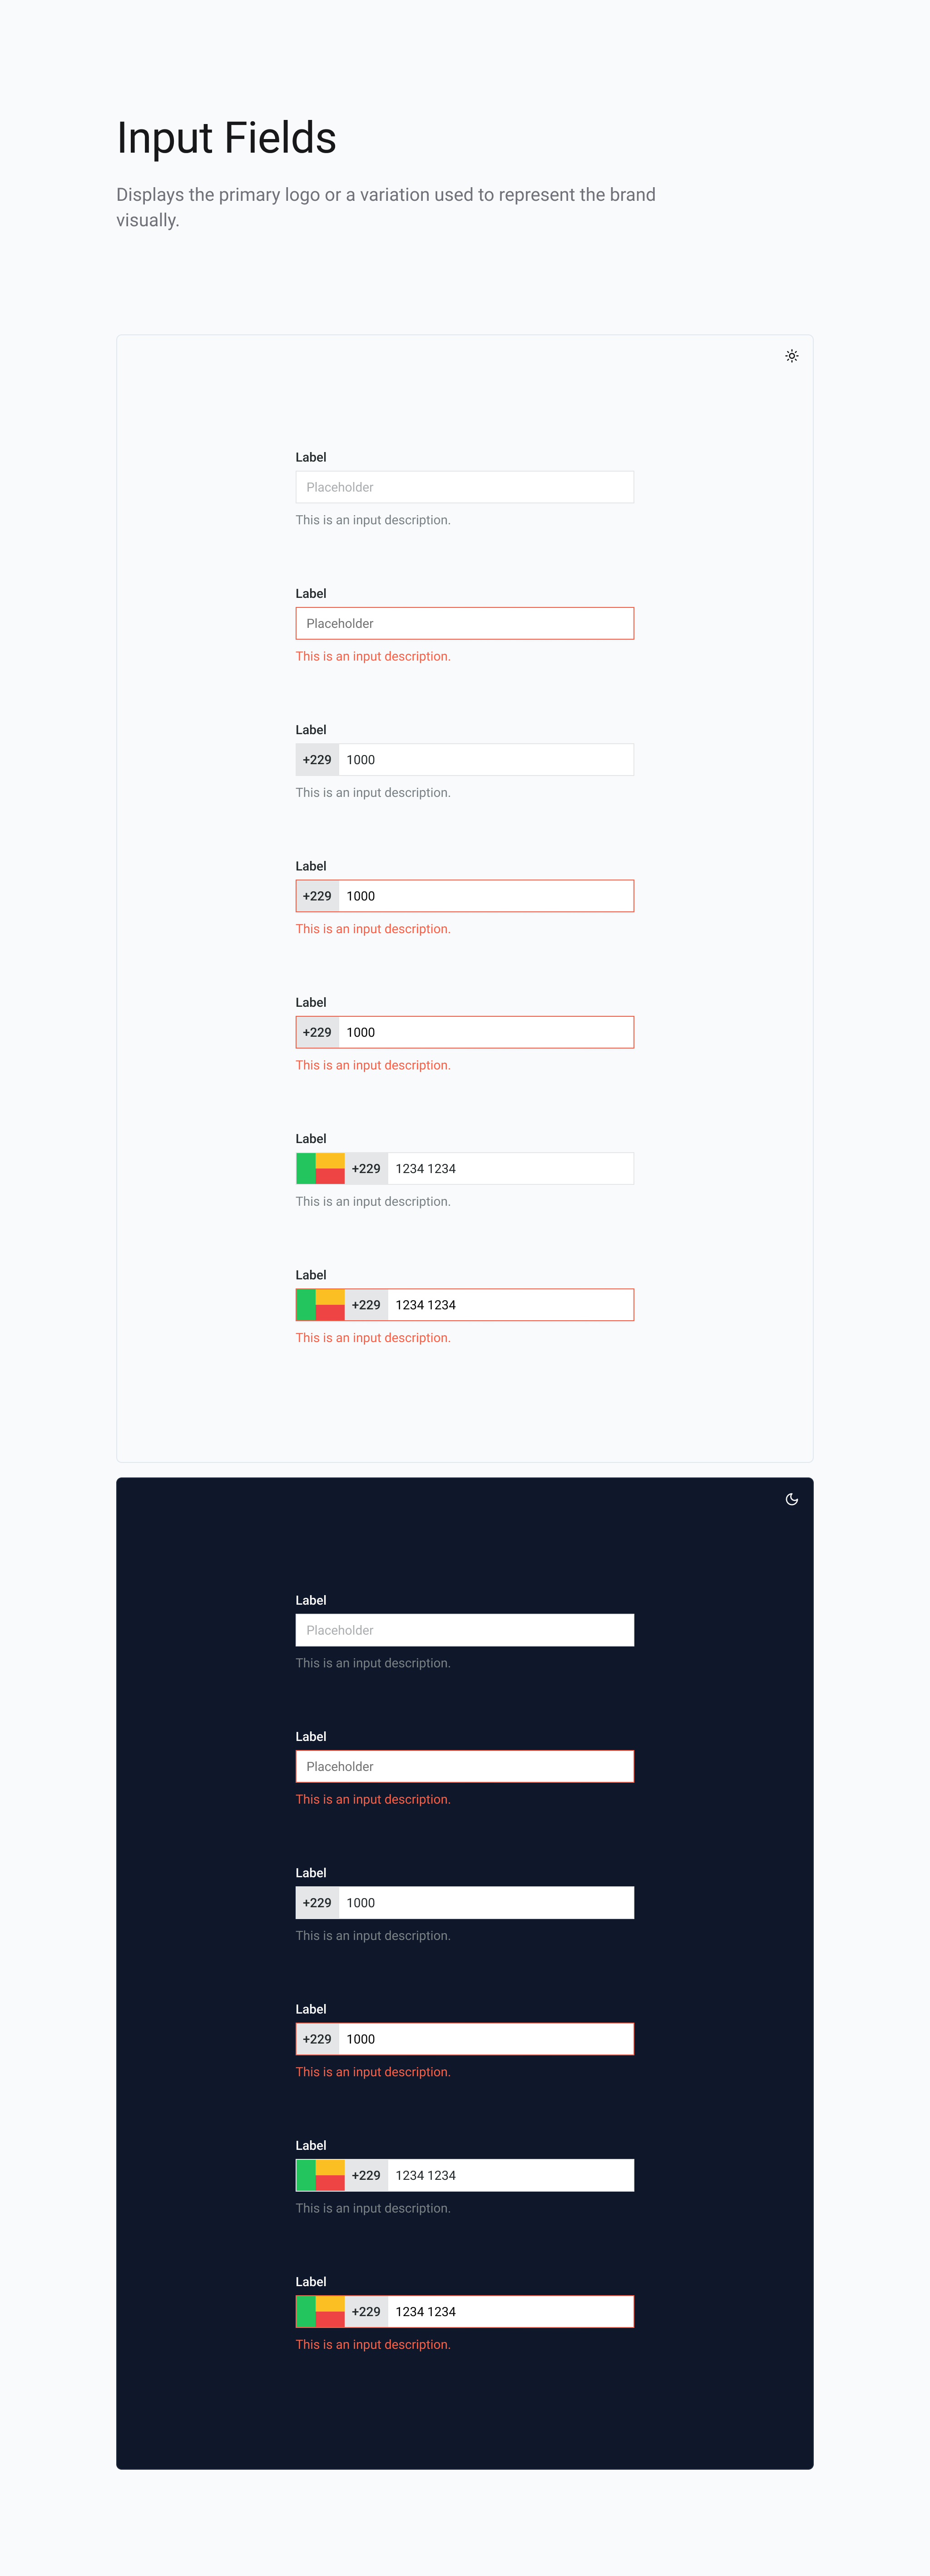 Input Fields
Displays the primary logo or a variation used to represent the brand
visually.
Label
Placeholder
This is an input description.
Label
Placeholder
This is an input description.
Label
+229 1000
This is an input description.
Label
+229 1000
This is an input description.
Label
+229 1000
This is an input description.
Label
+229 1234 1234
This is an input description.
Label
+229 1234 1234
This is an input description.
Label
Placeholder
This is an input description.
Label
Placeholder
This is an input description.
Label
+229 1000
This is an input description.
Label
+229 1000
This is an input description.
Label
+229 1234 1234
This is an input description.
Label
+229 1234 1234
This is an input description.